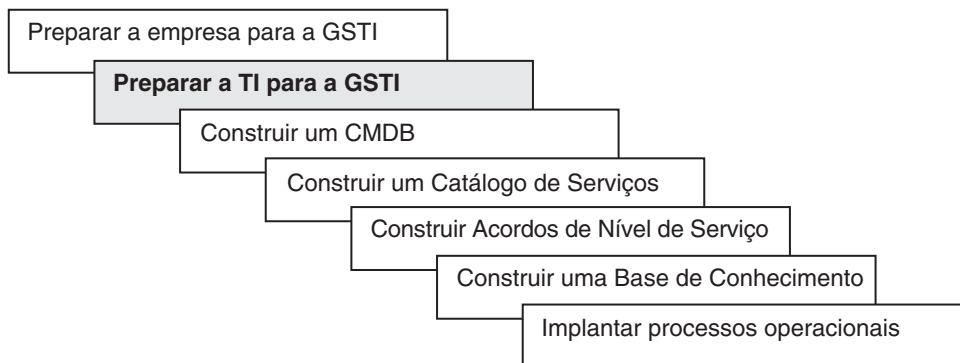 Preparar a empresa para a GSTI
Preparar a TI para a GSTI
Construir um CMDB
Construir um Catálogo de Serviços
Construir Acordos de Nível de Serviço
Construir uma Base de Conhecimento
Implantar processos operacionais